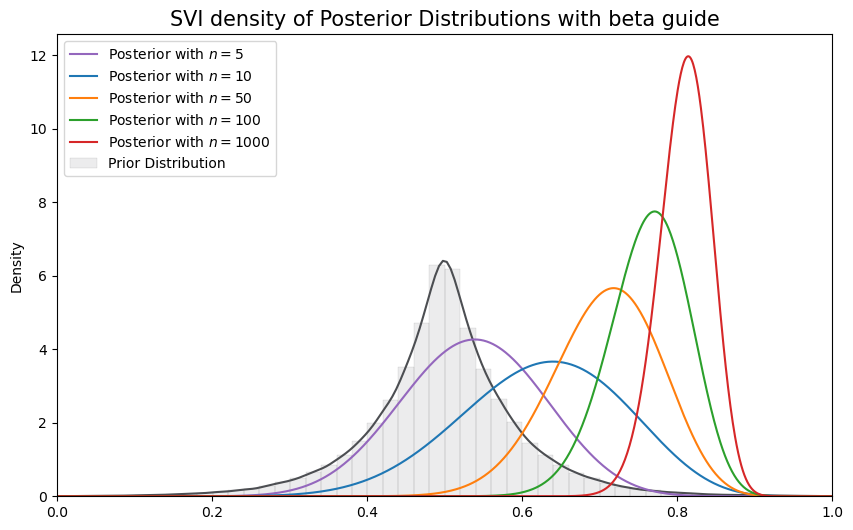 SVI density of Posterior Distributions with beta guide
Posterior with n = 5
Posterior with n = 10
Posterior with n = 50
Posterior with n = 100
Posterior with n = 1000
Prior Distribution
Density
12
10
8
6
4
2
0
0.0 0.2 0.4 0.6 0.8 1.0